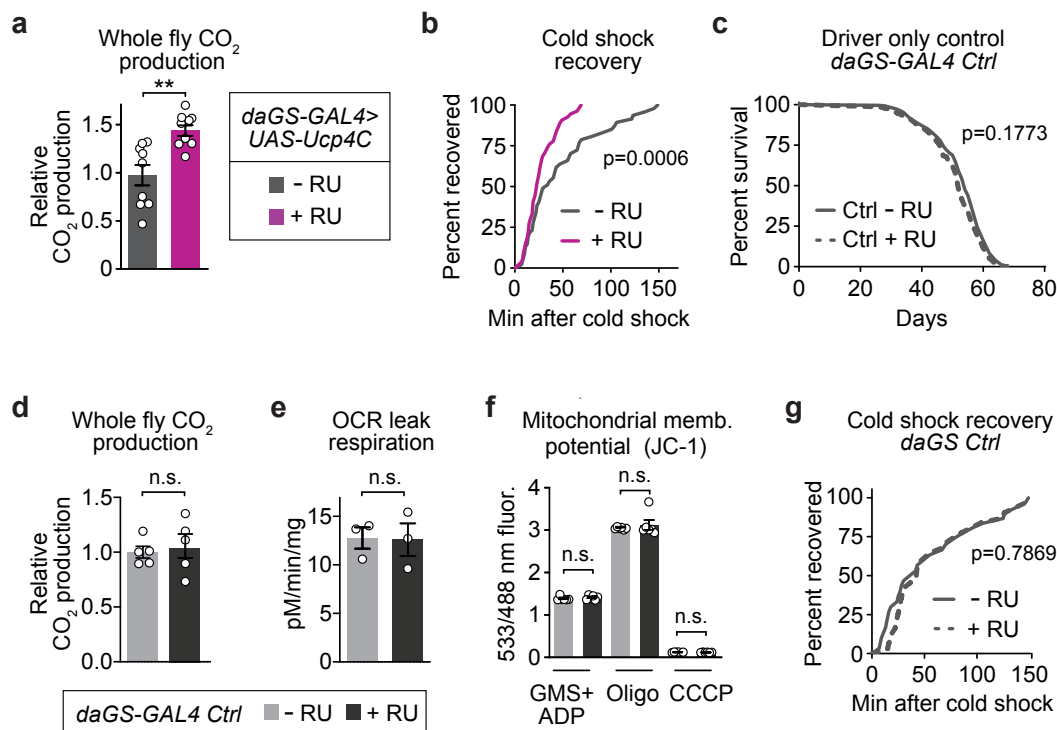 a
Whole fly CO2
production
**
Relative
CO2 production
1.5
1.0
0.5
0
daGS-GAL4>
UAS-Ucp4C
- RU
+ RU
b
Cold shock
recovery
Percent recovered
100
75
50
25
0
p=0.0006
- RU
+ RU
0 50 100 150
Min after cold shock
c
Driver only control
daGS-GAL4 Ctrl
Percent survival
100
75
50
25
0
p=0.1773
Ctrl - RU
Ctrl + RU
0 20 40 60 80
Days
d
Whole fly CO2
production
n.s.
Relative
CO2 production
1.5
1.0
0.5
0.0
e
OCR leak
respiration
n.s.
pM/min/mg
15
10
5
0
f
Mitochondrial memb.
potential (JC-1)
n.s.
n.s.
n.s.
533/488 nm fluor.
4
3
2
1
0
GMS+
ADP
Oligo
CCCP
g
Cold shock recovery
daGS Ctrl
Percent recovered
100
75
50
25
0
p=0.7869
- RU
+ RU
0 50 100 150
Min after cold shock
daGS-GAL4 Ctrl - RU + RU